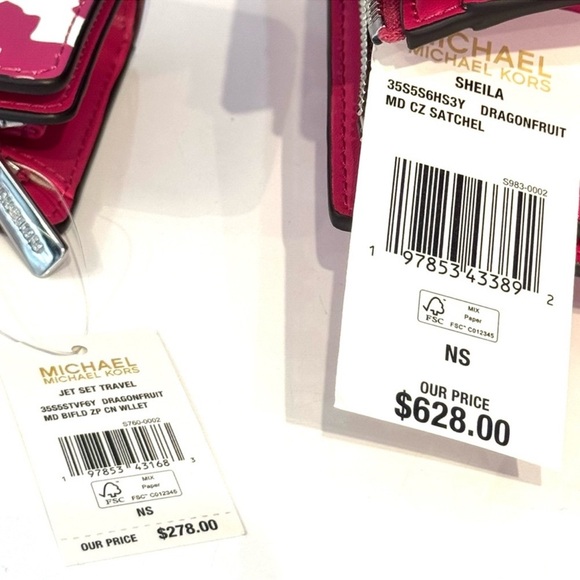 MICHAEL
MICHAEL KORS
SHEILA
35S5S6HS3Y DRAGONFRUIT
MD CZ SATCHEL
S983-0002
1 97853 43389 2
MIX
Paper
FSC
FSC™ C012345
NS
OUR PRICE
$628.00
MICHAEL
MICHAEL KORS
JET SET TRAVEL
35S5STVF6Y DRAGONFRUIT
MD BIFLD ZP CN WLLET
S760-0002
1 97853 43168 3
MIX
Paper
FSC
FSC™ C012345
NS
OUR PRICE $278.00